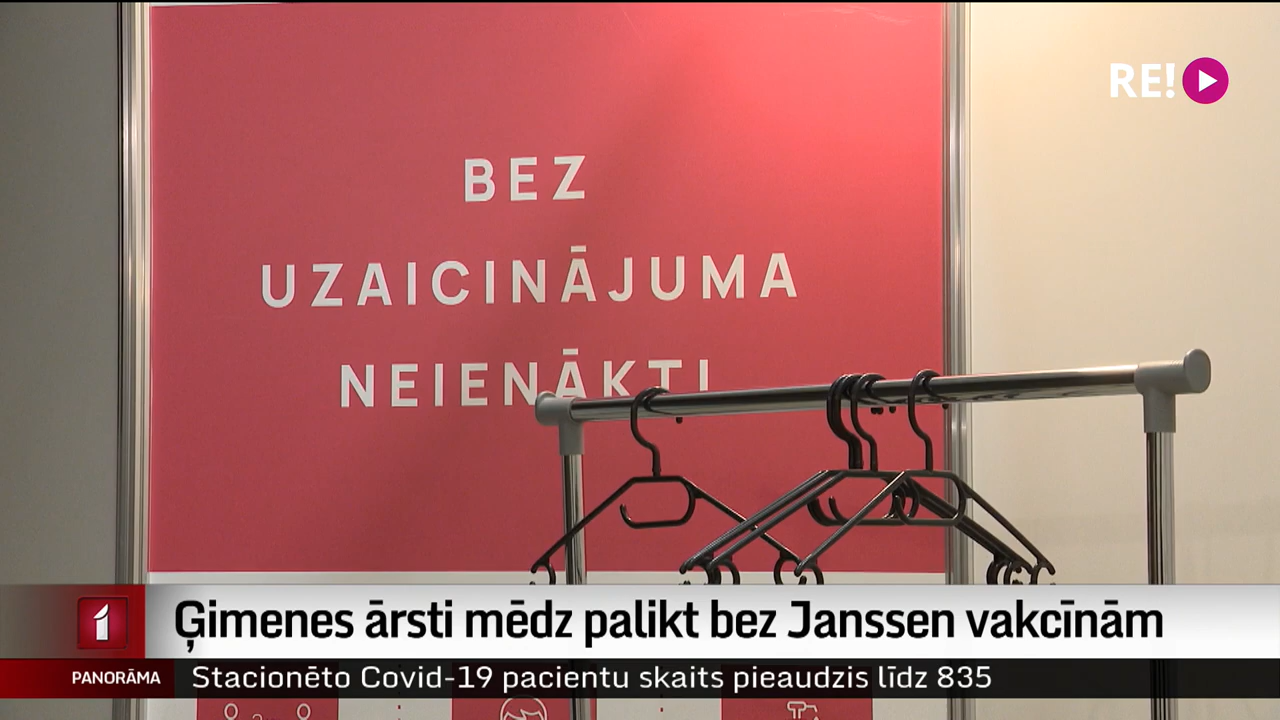 RE!
BEZ
UZAICINĀJUMA
NEIENĀKTI
1
Ģimenes ārsti mēdz palikt bez Janssen vakcīnām
PANORĀMA
Stacionēto Covid-19 pacientu skaits pieaudzis līdz 835